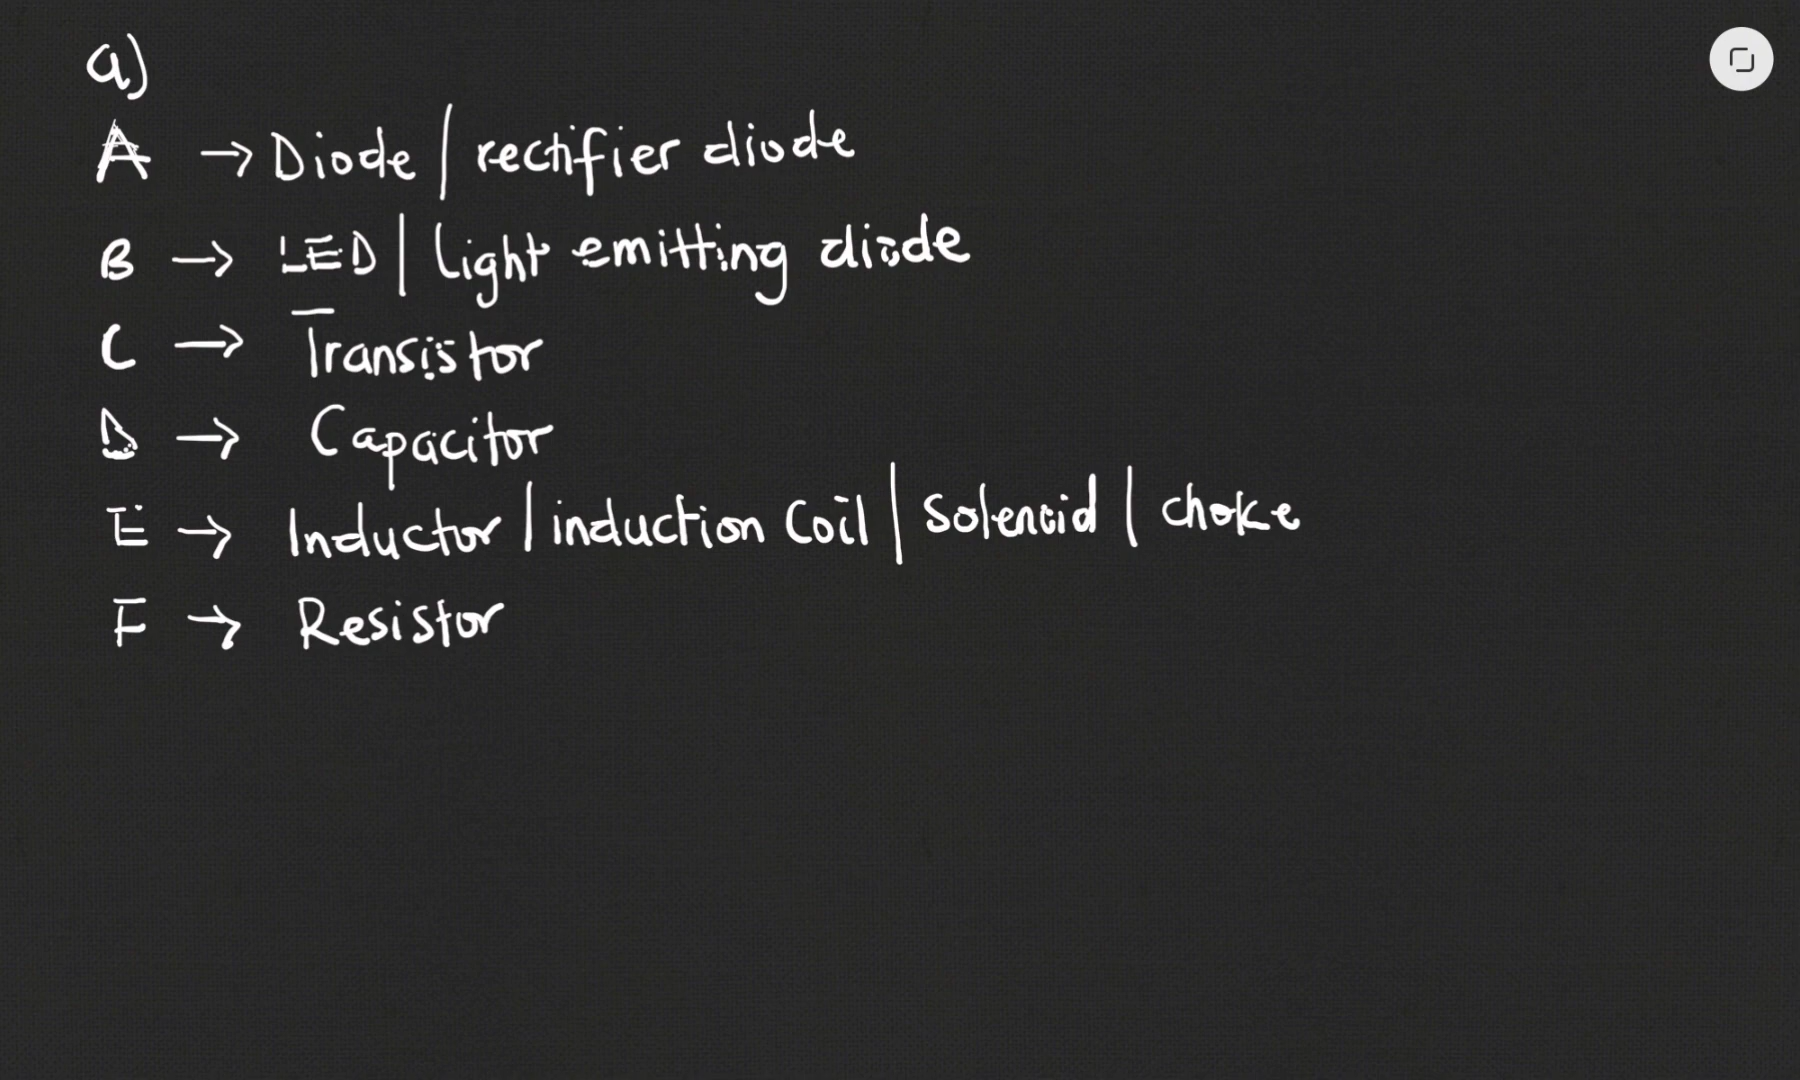 a)
A → Diode / rectifier diode
B → LED | Light emitting diode
C → Transistor
D → Capacitor
E → Inductor | induction Coil | Solenoid | choke
F → Resistor